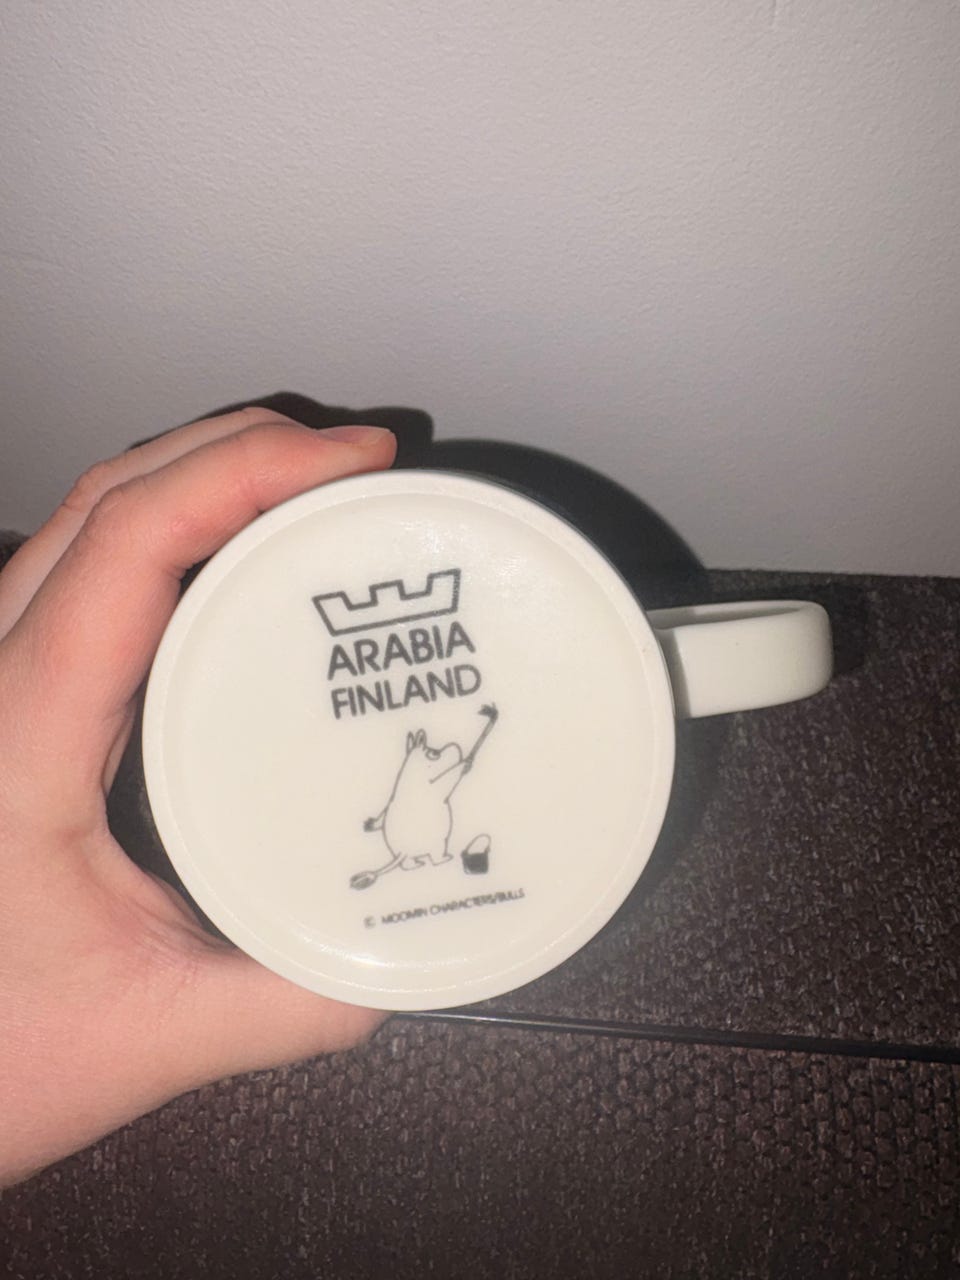 ARABIA
FINLAND
© MOOMIN CHARACTERS/BULLS